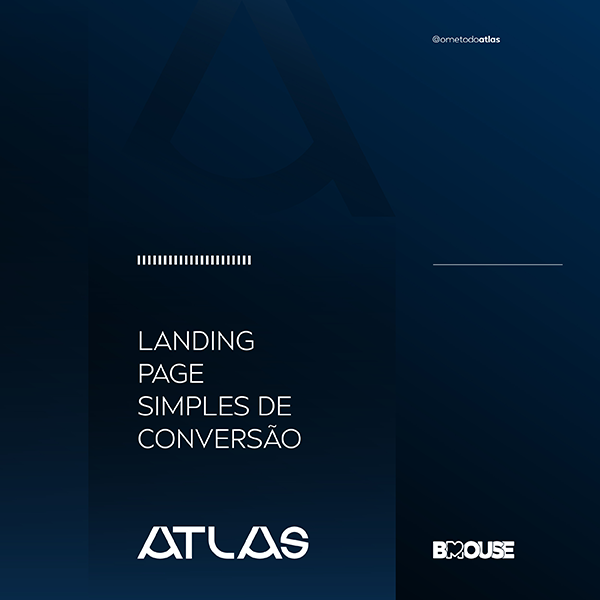 @ometodoatlas
LANDING
PAGE
SIMPLES DE
CONVERSÃO
ATLAS
BMOUSE